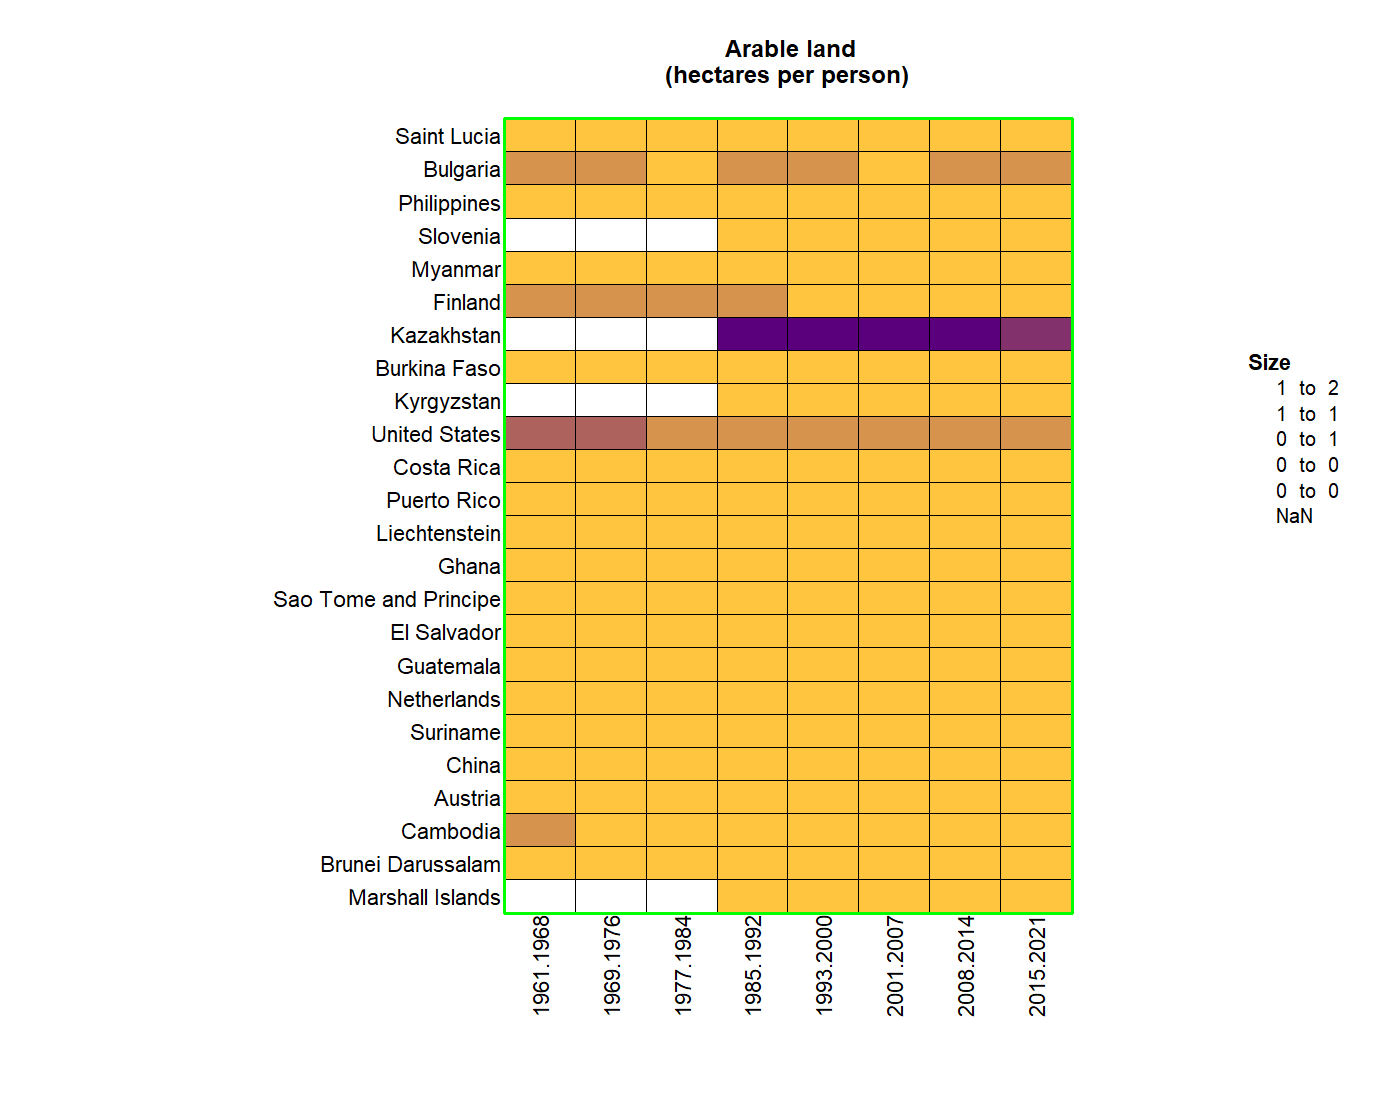 Arable land
(hectares per person)
Saint Lucia
Bulgaria
Philippines
Slovenia
Myanmar
Finland
Kazakhstan
Burkina Faso
Kyrgyzstan
United States
Costa Rica
Puerto Rico
Liechtenstein
Ghana
Sao Tome and Principe
El Salvador
Guatemala
Netherlands
Suriname
China
Austria
Cambodia
Brunei Darussalam
Marshall Islands
1961.1968
1969.1976
1977.1984
1985.1992
1993.2000
2001.2007
2008.2014
2015.2021
Size
1 to 2
1 to 1
0 to 1
0 to 0
0 to 0
NaN